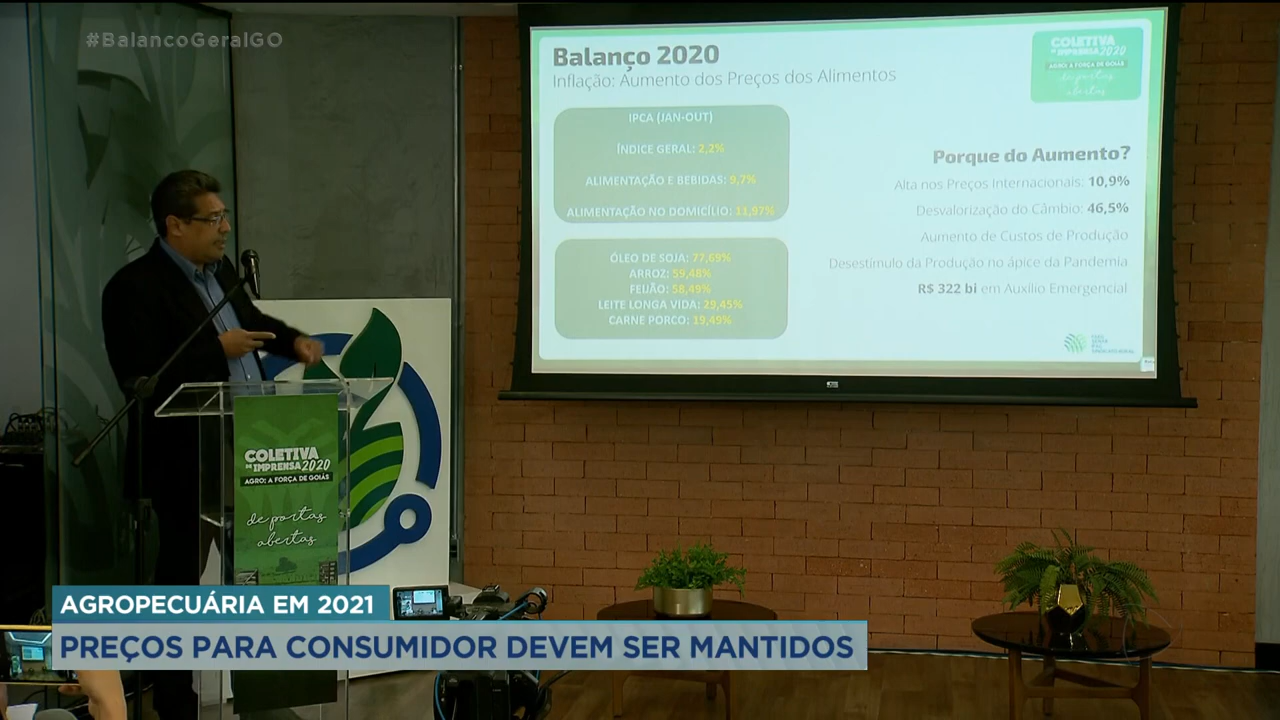 #BalancoGeralGO
Balanço 2020
Inflação: Aumento dos Preços dos Alimentos
COLETIVA
DE IMPRENSA 2020
AGRO: A FORÇA DE GOIÁS
de portas
abertas
IPCA (JAN-OUT)
ÍNDICE GERAL: 2,2%
ALIMENTAÇÃO E BEBIDAS: 9,7%
ALIMENTAÇÃO NO DOMICÍLIO: 11,97%
ÓLEO DE SOJA: 77,69%
ARROZ: 59,48%
FEIJÃO: 58,49%
LEITE LONGA VIDA: 29,45%
CARNE PORCO: 19,49%
Porque do Aumento?
Alta nos Preços Internacionais: 10,9%
Desvalorização do Câmbio: 46,5%
Aumento de Custos de Produção
Desestímulo da Produção no ápice da Pandemia
R$ 322 bi em Auxílio Emergencial
COLETIVA
DE IMPRENSA 2020
AGRO: A FORÇA DE GOIÁS
de portas
abertas
AGROPECUÁRIA EM 2021
PREÇOS PARA CONSUMIDOR DEVEM SER MANTIDOS